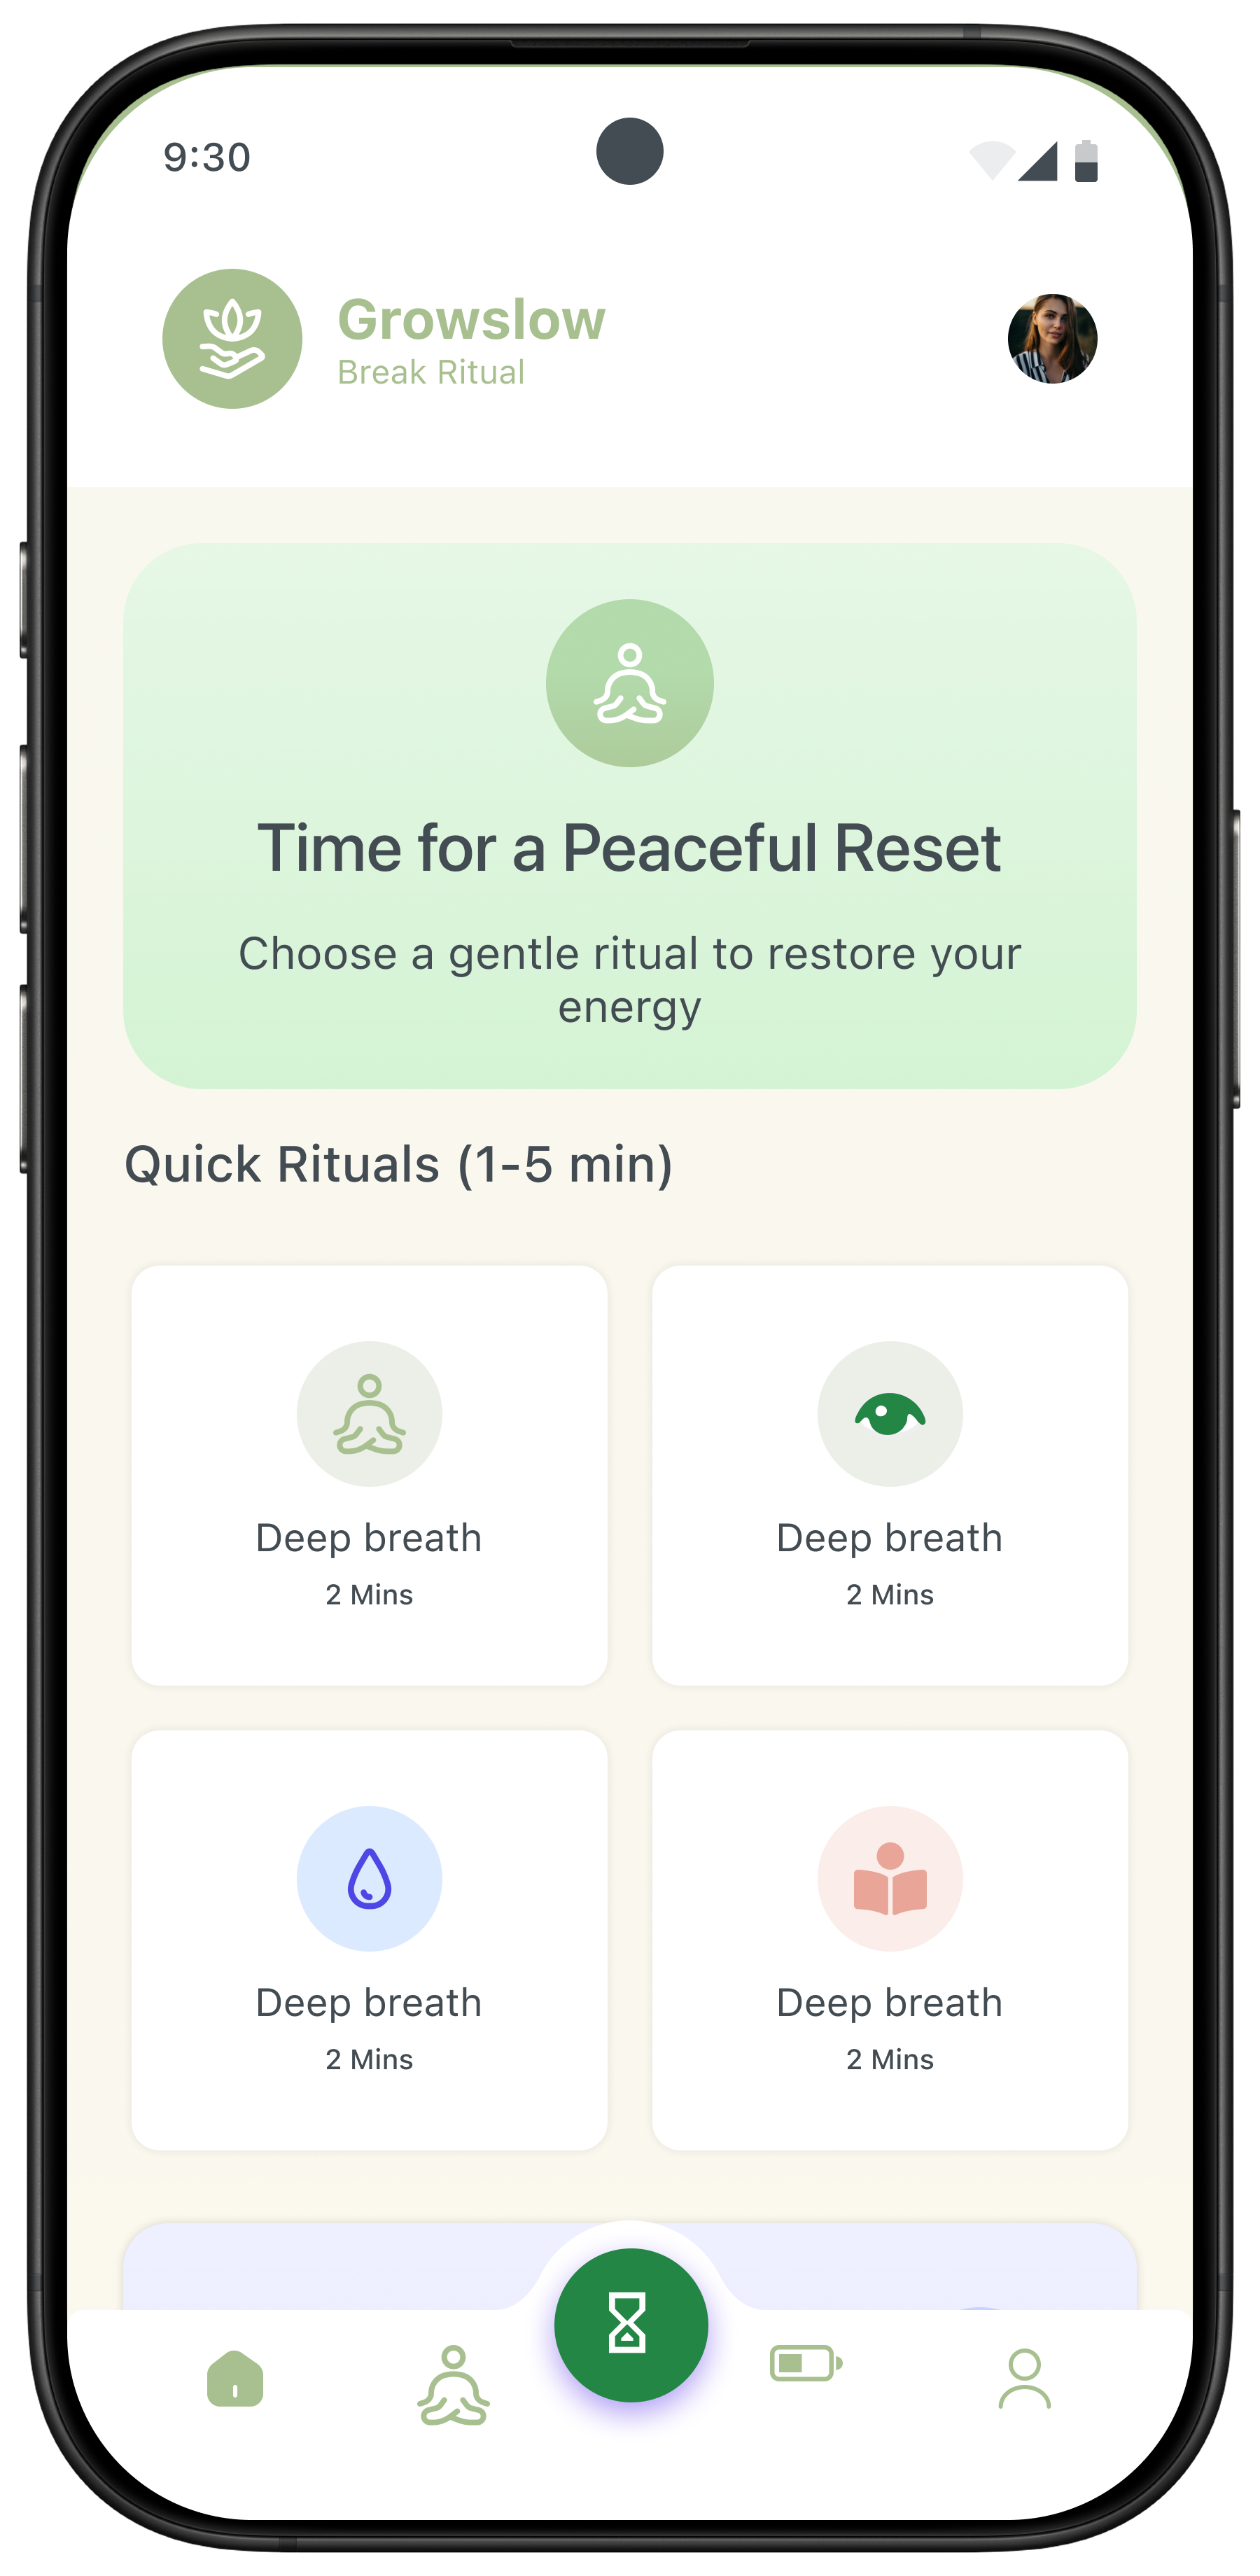 9:30
Growslow
Break Ritual
Time for a Peaceful Reset
Choose a gentle ritual to restore your
energy
Quick Rituals (1-5 min)
Deep breath
2 Mins
Deep breath
2 Mins
Deep breath
2 Mins
Deep breath
2 Mins